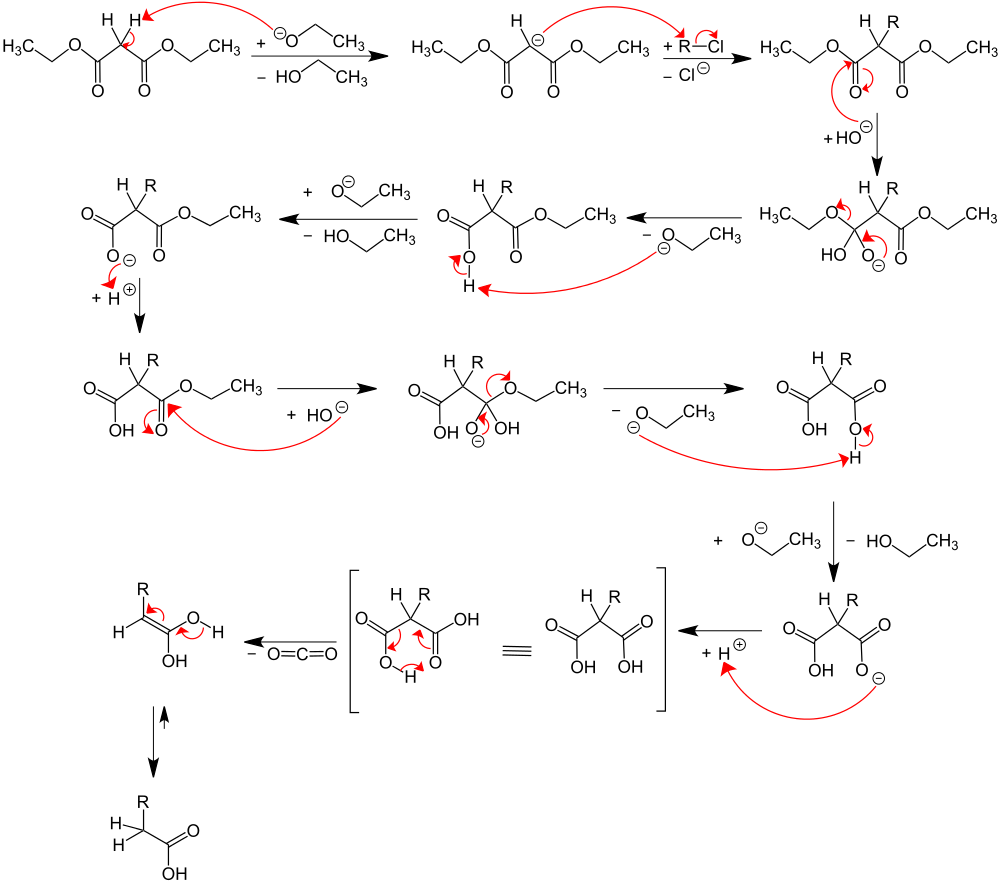 H H
H₃C O O CH₃
O O
+ ⊖O CH₃
− HO CH₃
H
H₃C O ⊖ O CH₃
O O
+ R−Cl
− Cl⊖
H R
H₃C O O CH₃
O O
+ HO⊖
H R
H₃C O O CH₃
HO O⊖ O
− ⊖O CH₃
H R
O O CH₃
O O
H
+ O⊖ CH₃
− HO CH₃
H R
O O CH₃
O⊖ O
+ H⊕
H R
O O CH₃
OH O
+ HO⊖
H R
O O CH₃
OH O⊖ OH
− ⊖O CH₃
H R
O O
OH O
H
+ O⊖ CH₃ − HO CH₃
H R
O O
OH O⊖
+ H⊕
H R
O O
OH OH
≡
H R
O OH
O H O
− O=C=O
R
H O H
OH
R
H O
H
OH